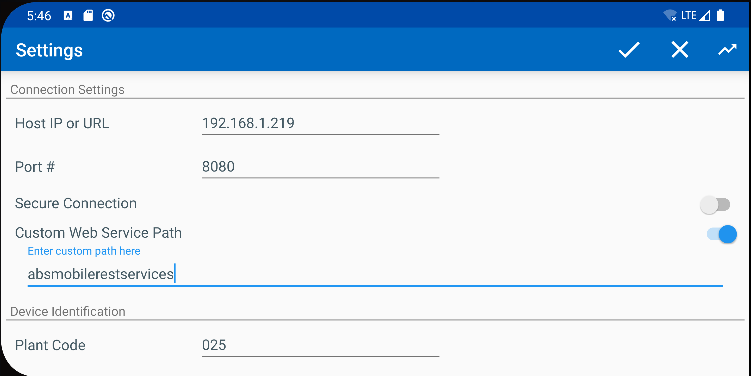 5:46 A LTE
Settings
Connection Settings
Host IP or URL 192.168.1.219
Port # 8080
Secure Connection
Custom Web Service Path
Enter custom path here
absmobilerestservices
Device Identification
Plant Code 025